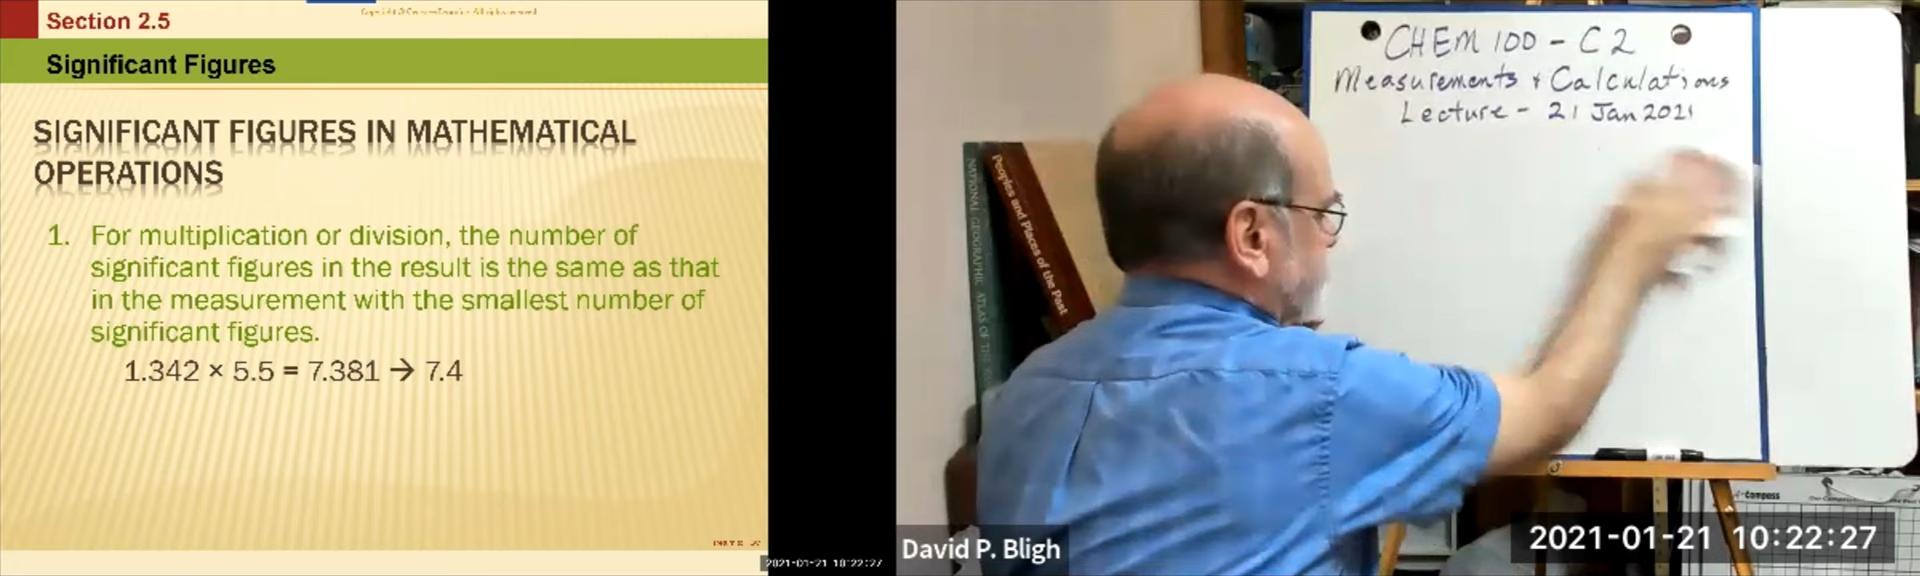 Section 2.5
Significant Figures
SIGNIFICANT FIGURES IN MATHEMATICAL
OPERATIONS
1. For multiplication or division, the number of
significant figures in the result is the same as that
in the measurement with the smallest number of
significant figures.
1.342 × 5.5 = 7.381 → 7.4
2021-01-21 10:22:27
CHEM 100 - C2
Measurements & Calculations
Lecture - 21 Jan 2021
NATIONAL GEOGRAPHIC ATLAS OF THE
Peoples and Places of the Past
Compass
David P. Bligh
2021-01-21 10:22:27